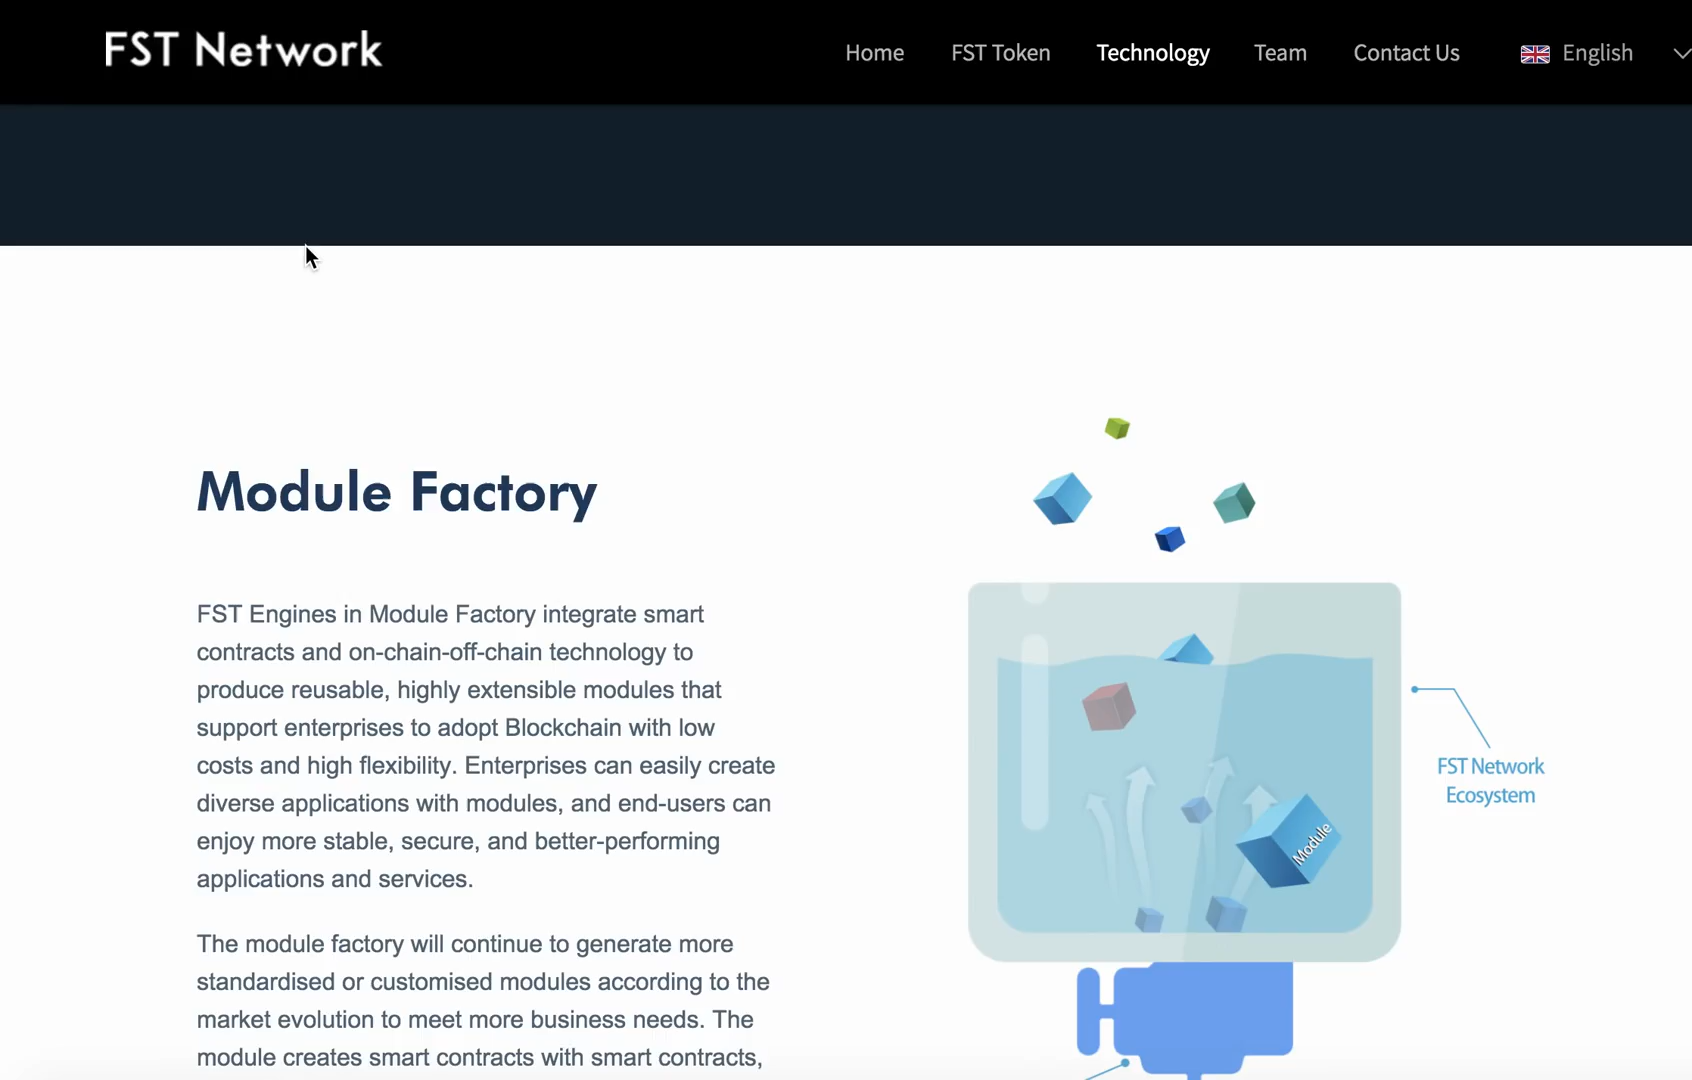 FST Network
Home FST Token Technology Team Contact Us English
Module Factory
FST Engines in Module Factory integrate smart
contracts and on-chain-off-chain technology to
produce reusable, highly extensible modules that
support enterprises to adopt Blockchain with low
costs and high flexibility. Enterprises can easily create
diverse applications with modules, and end-users can
enjoy more stable, secure, and better-performing
applications and services.
The module factory will continue to generate more
standardised or customised modules according to the
market evolution to meet more business needs. The
module creates smart contracts with smart contracts,
FST Network
Ecosystem
Module